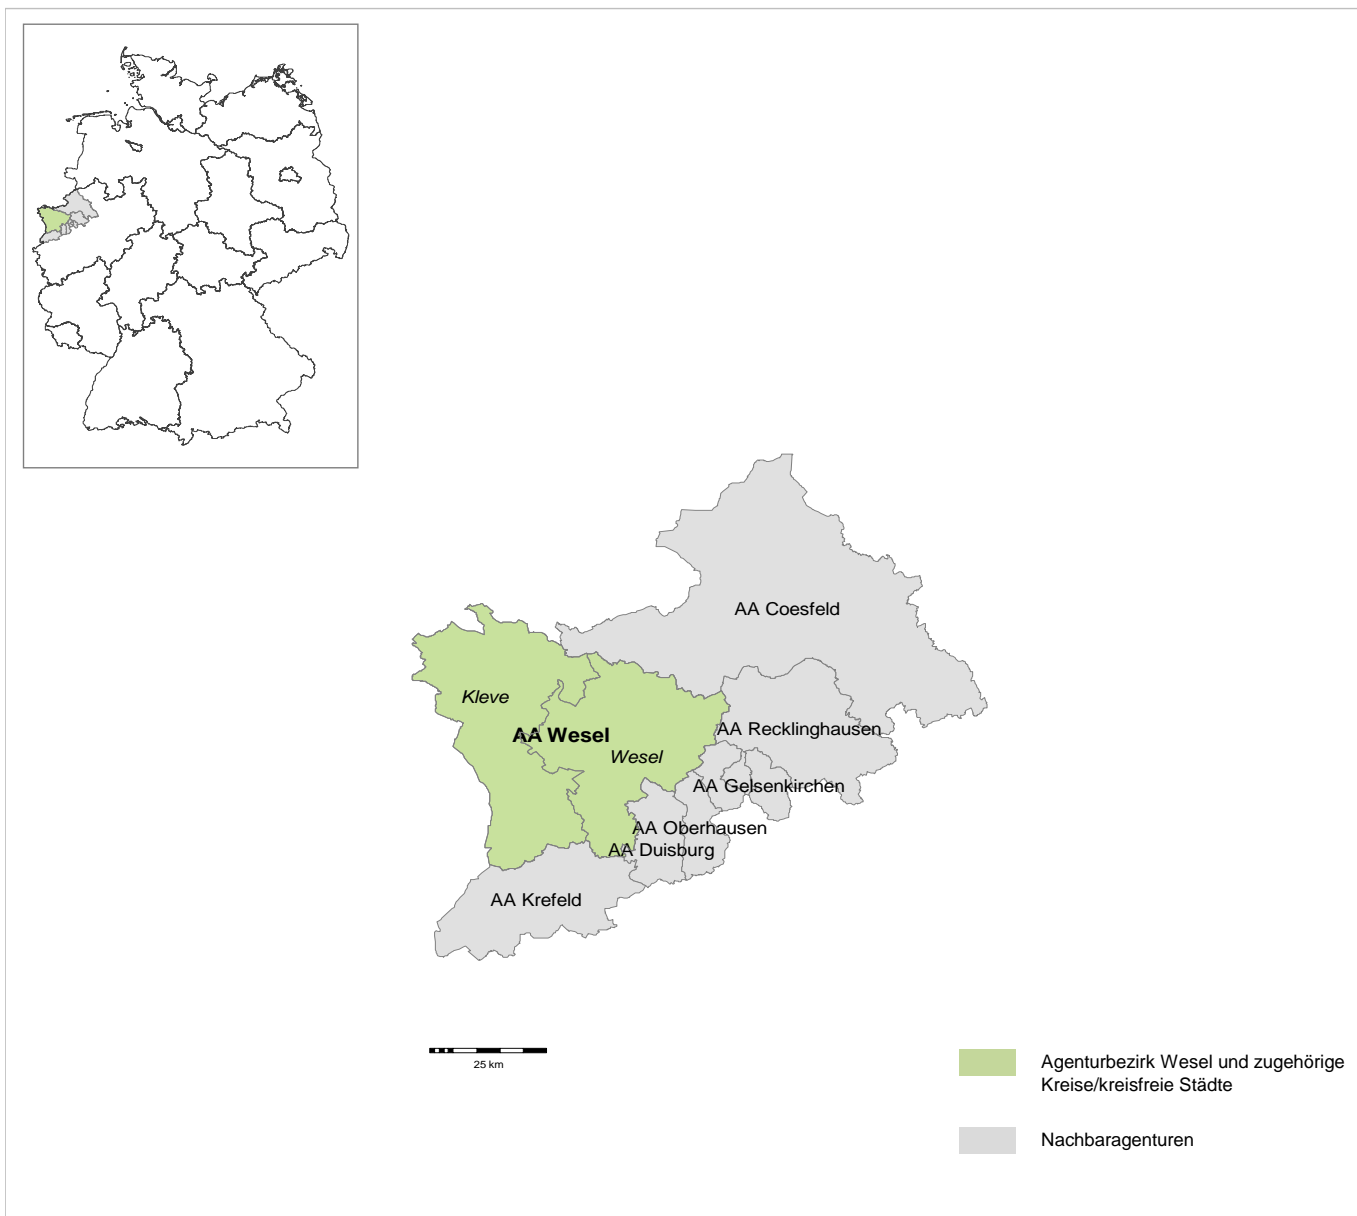 AA Coesfeld
Kleve
AA Wesel
Wesel
AA Recklinghausen
AA Gelsenkirchen
AA Oberhausen
AA Duisburg
AA Krefeld
25 km
Agenturbezirk Wesel und zugehörige
Kreise/kreisfreie Städte
Nachbaragenturen